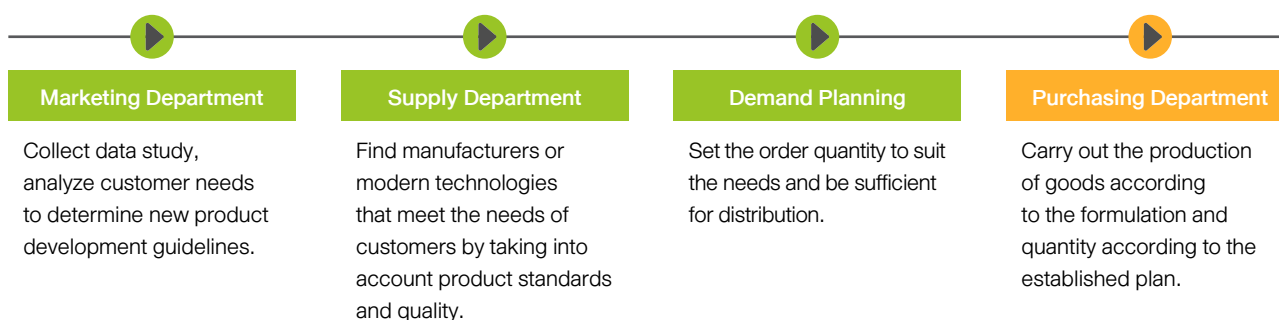 Marketing Department
Collect data study,
analyze customer needs
to determine new product
development guidelines.
Supply Department
Find manufacturers or
modern technologies
that meet the needs of
customers by taking into
account product standards
and quality.
Demand Planning
Set the order quantity to suit
the needs and be sufficient
for distribution.
Purchasing Department
Carry out the production
of goods according
to the formulation and
quantity according to the
established plan.